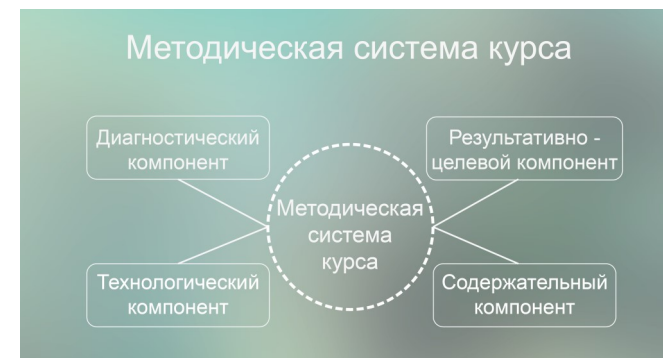 Методическая система курса
Диагностический
компонент
Результативно -
целевой компонент
Методическая
система
курса
Технологический
компонент
Содержательный
компонент